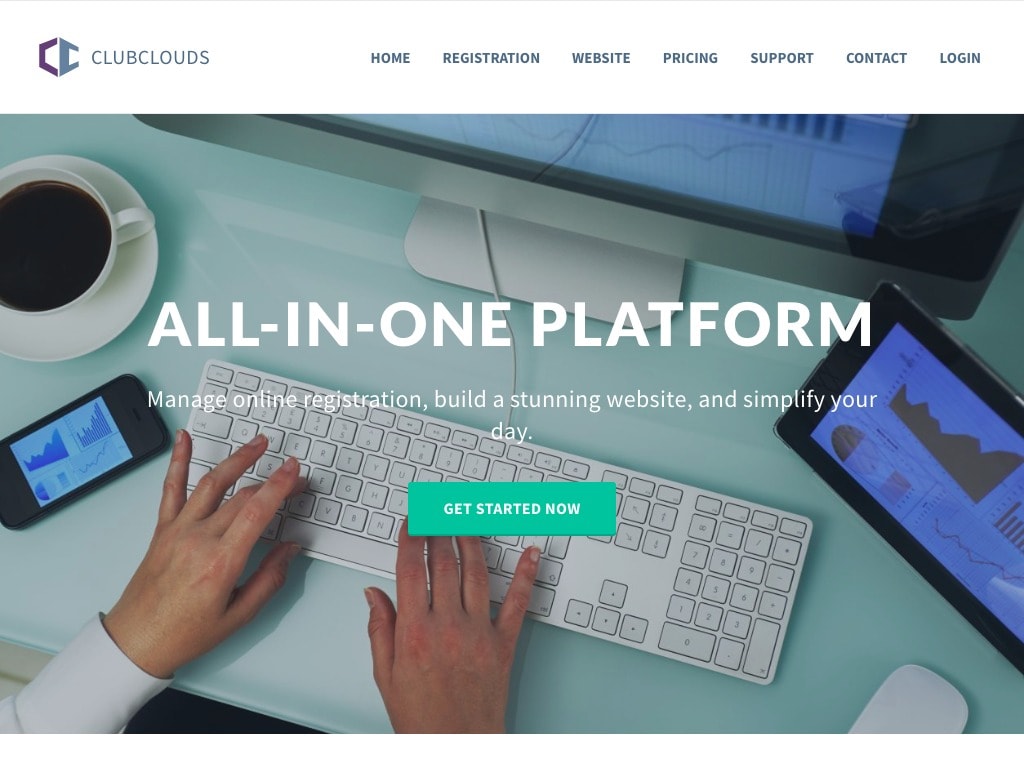 CLUBCLOUDS
HOME REGISTRATION WEBSITE PRICING SUPPORT CONTACT LOGIN
ALL-IN-ONE PLATFORM
Manage online registration, build a stunning website, and simplify your
day.
GET STARTED NOW